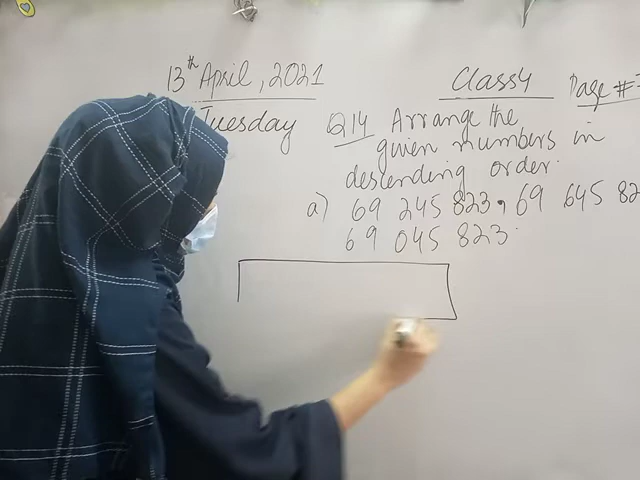 13th April, 2021 Class 4 Page #
Tuesday Q14 Arrange the
given numbers in
descending order.
a) 69 245 823, 69 645 82
69 045 823.